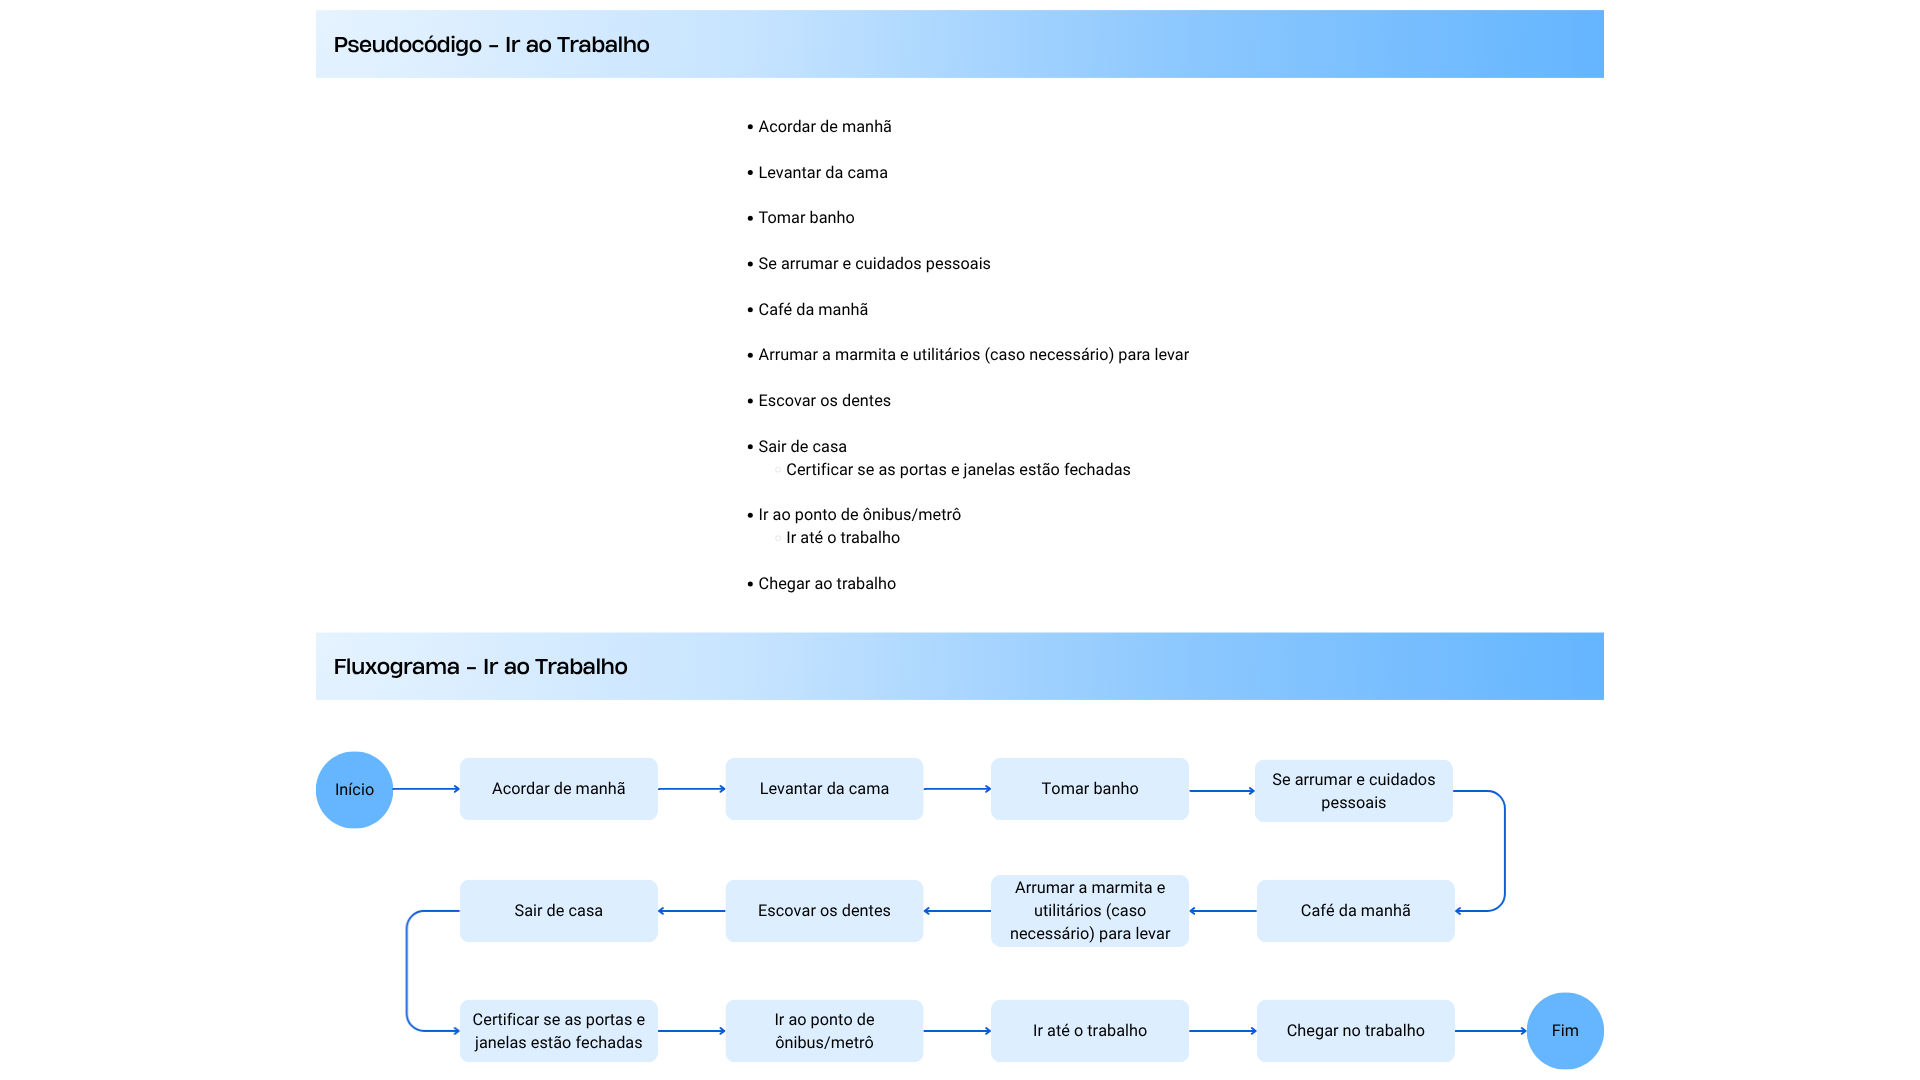 Pseudocódigo - Ir ao Trabalho
• Acordar de manhã
• Levantar da cama
• Tomar banho
• Se arrumar e cuidados pessoais
• Café da manhã
• Arrumar a marmita e utilitários (caso necessário) para levar
• Escovar os dentes
• Sair de casa
◦ Certificar se as portas e janelas estão fechadas
• Ir ao ponto de ônibus/metrô
◦ Ir até o trabalho
• Chegar ao trabalho
Fluxograma - Ir ao Trabalho
Início
Acordar de manhã
Levantar da cama
Tomar banho
Se arrumar e cuidados
pessoais
Café da manhã
Arrumar a marmita e
utilitários (caso
necessário) para levar
Escovar os dentes
Sair de casa
Certificar se as portas e
janelas estão fechadas
Ir ao ponto de
ônibus/metrô
Ir até o trabalho
Chegar no trabalho
Fim